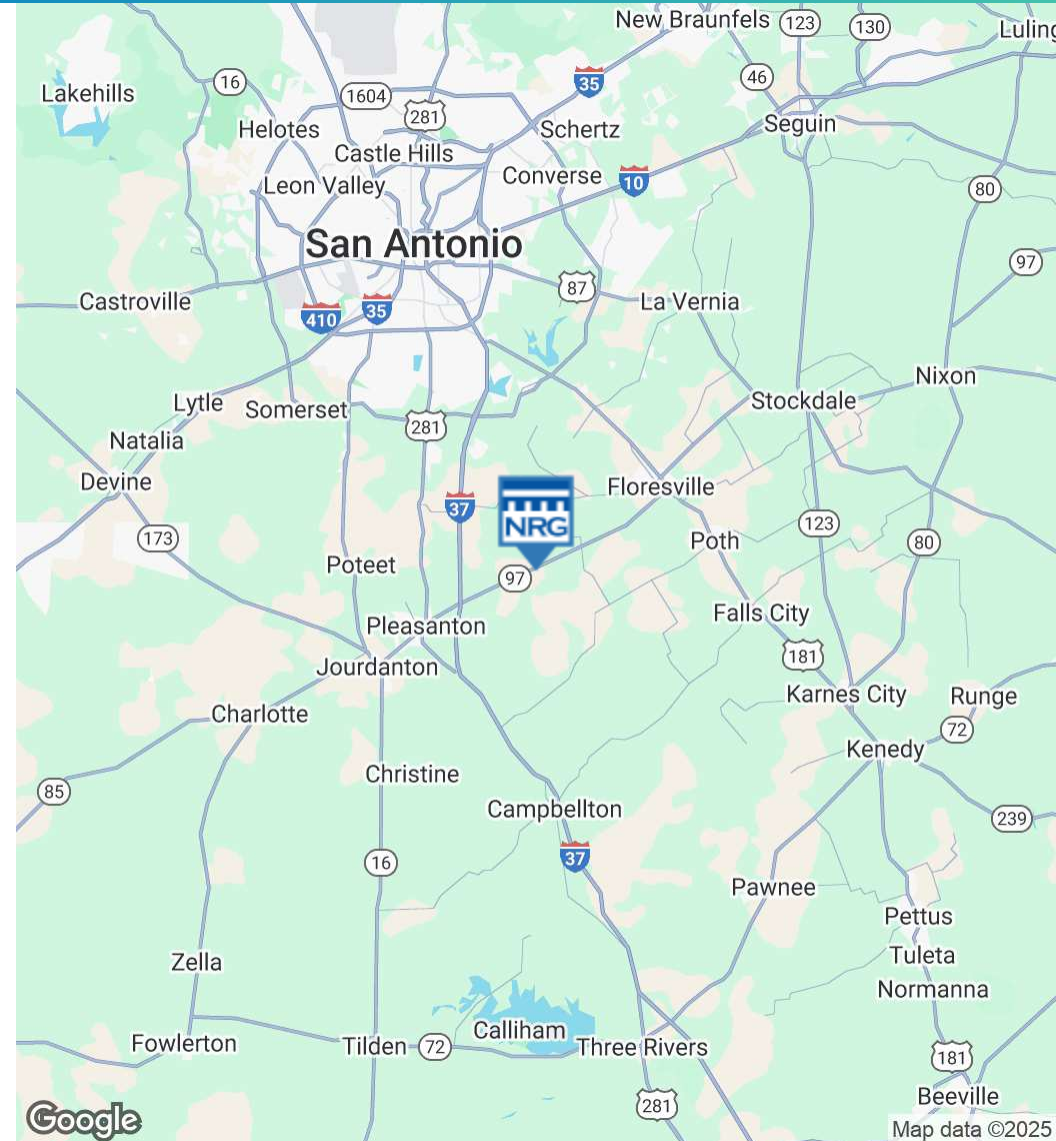 New Braunfels
123
130
Luling
Lakehills
16
35
46
1604
281
Helotes
Schertz
Seguin
Castle Hills
Leon Valley
Converse
10
80
San Antonio
97
87
Castroville
410
35
La Vernia
Nixon
Lytle
Somerset
Stockdale
281
Natalia
Devine
37
NRG
Floresville
173
123
Poth
80
Poteet
97
Falls City
Pleasanton
181
Jourdanton
Karnes City
Runge
Charlotte
72
Kenedy
Christine
85
Campbellton
239
16
37
Pawnee
Pettus
Tuleta
Zella
Normanna
Calliham
Fowlerton
Tilden
72
Three Rivers
181
Beeville
281
Google
Map data ©2025